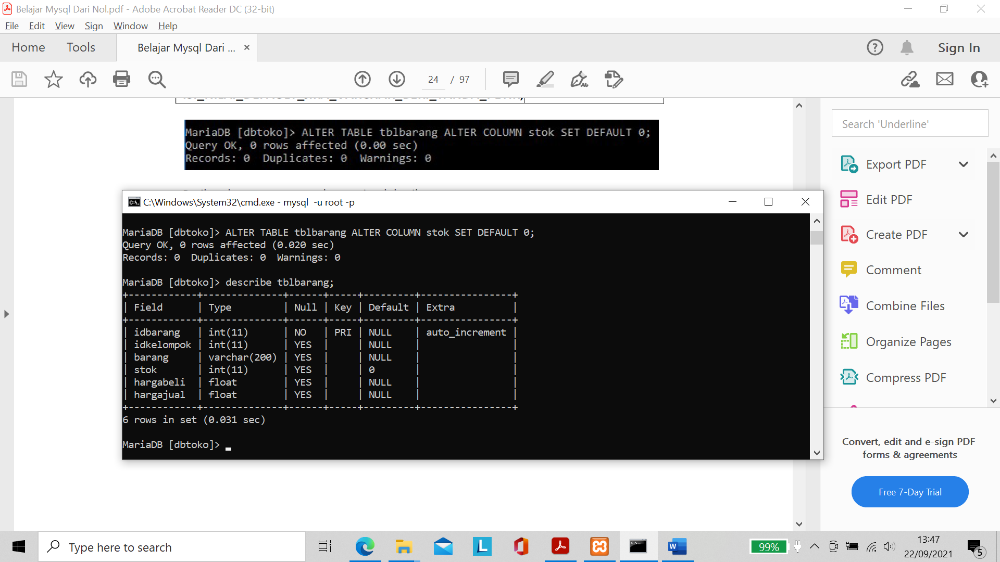 Belajar Mysql Dari Nol.pdf - Adobe Acrobat Reader DC (32-bit)
File Edit View Sign Window Help
Home Tools Belajar Mysql Dari ... × Sign In
24 / 97
MariaDB [dbtoko]> ALTER TABLE tblbarang ALTER COLUMN stok SET DEFAULT 0;
Query OK, 0 rows affected (0.00 sec)
Records: 0  Duplicates: 0  Warnings: 0
C:\Windows\System32\cmd.exe - mysql  -u root -p
MariaDB [dbtoko]> ALTER TABLE tblbarang ALTER COLUMN stok SET DEFAULT 0;
Query OK, 0 rows affected (0.020 sec)
Records: 0  Duplicates: 0  Warnings: 0
MariaDB [dbtoko]> describe tblbarang;
+------------+--------------+------+-----+---------+----------------+
| Field      | Type         | Null | Key | Default | Extra          |
+------------+--------------+------+-----+---------+----------------+
| idbarang   | int(11)      | NO   | PRI | NULL    | auto_increment |
| idkelompok | int(11)      | YES  |     | NULL    |                |
| barang     | varchar(200) | YES  |     | NULL    |                |
| stok       | int(11)      | YES  |     | 0       |                |
| hargabeli  | float        | YES  |     | NULL    |                |
| hargajual  | float        | YES  |     | NULL    |                |
+------------+--------------+------+-----+---------+----------------+
6 rows in set (0.031 sec)
MariaDB [dbtoko]>
Search 'Underline'
Export PDF
Edit PDF
Create PDF
Comment
Combine Files
Organize Pages
Compress PDF
Convert, edit and e-sign PDF
forms & agreements
Free 7-Day Trial
Type here to search
99%
13:47
22/09/2021
5